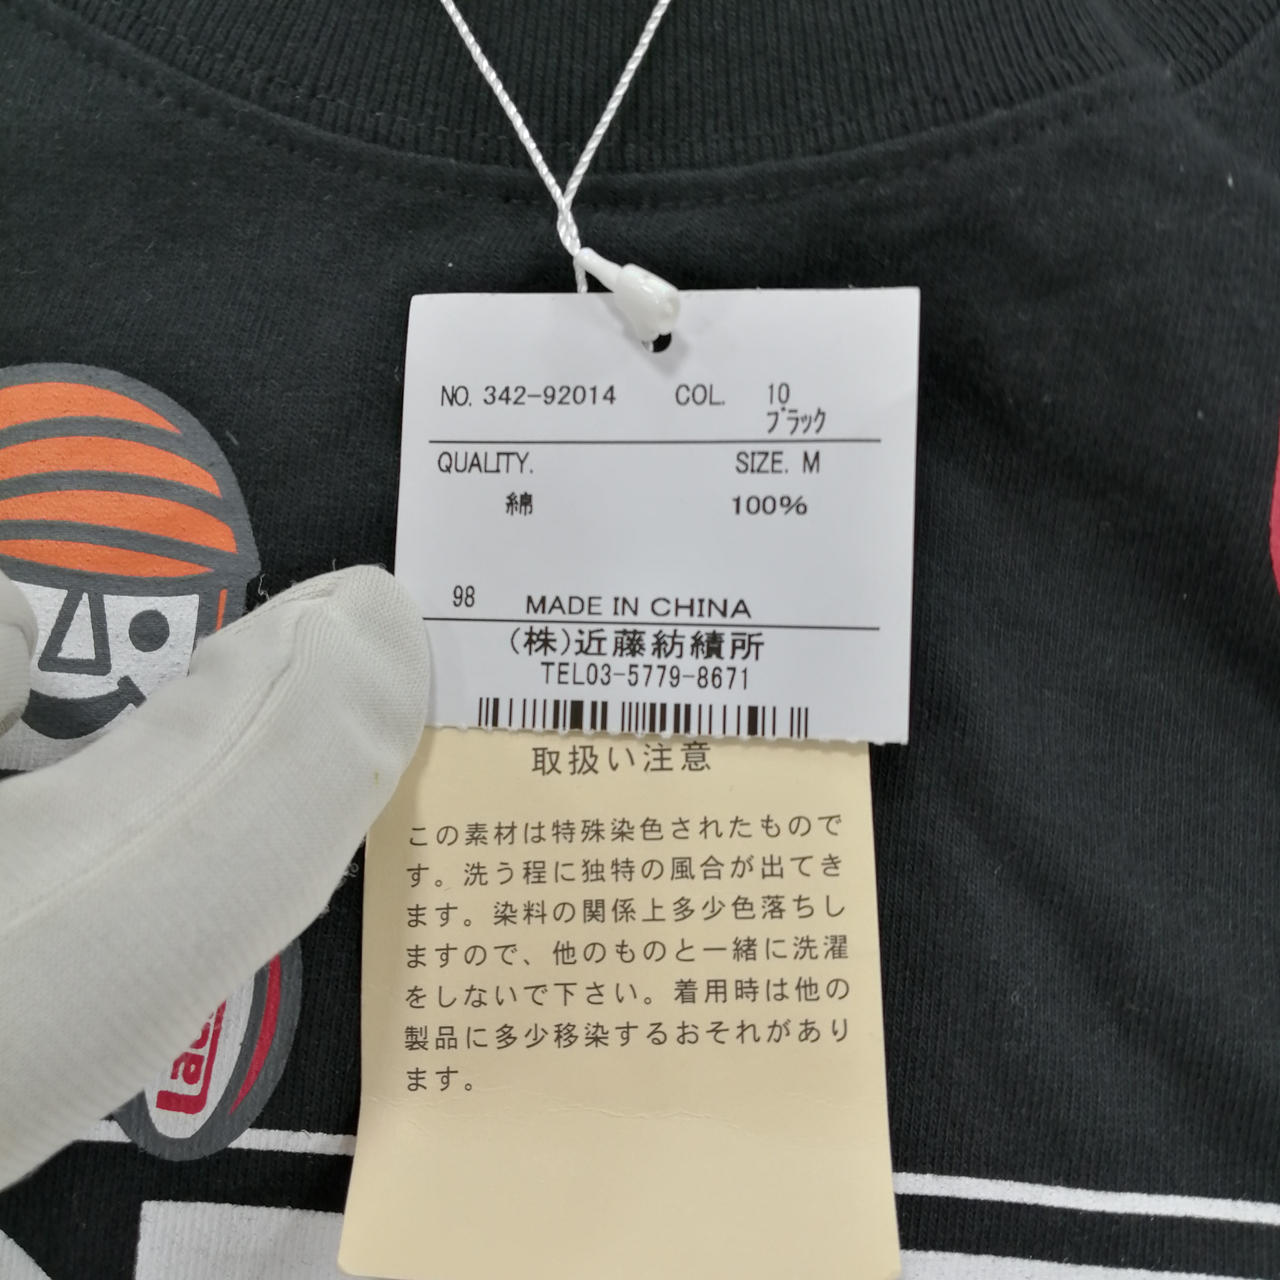 NO. 342-92014 COL. 10
ブラック
QUALITY. SIZE. M
綿 100%
98 MADE IN CHINA
(株)近藤紡績所
TEL03-5779-8671
取扱い注意
この素材は特殊染色されたもので
す。洗う程に独特の風合が出てき
ます。染料の関係上多少色落ちし
ますので、他のものと一緒に洗濯
をしないで下さい。着用時は他の
製品に多少移染するおそれがあり
ます。